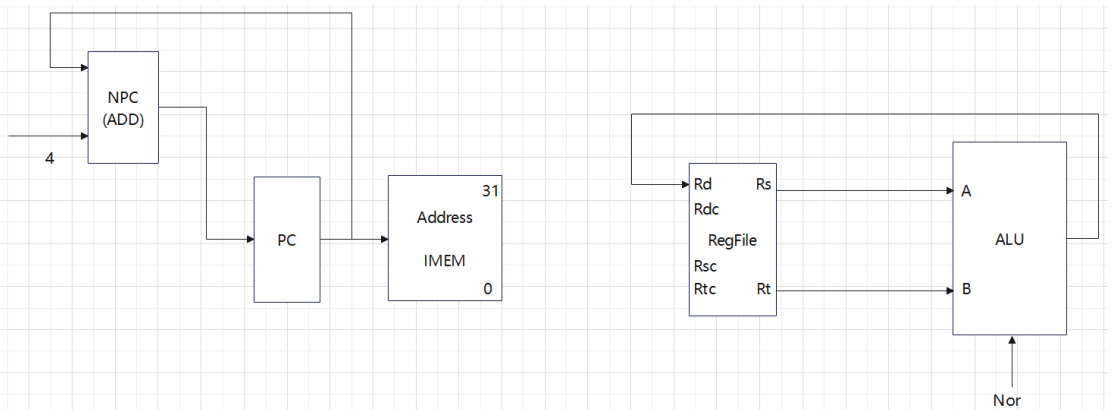 NPC
(ADD)
4
PC
31
Address
IMEM
0
Rd Rs
Rdc
RegFile
Rsc
Rtc Rt
A
ALU
B
Nor